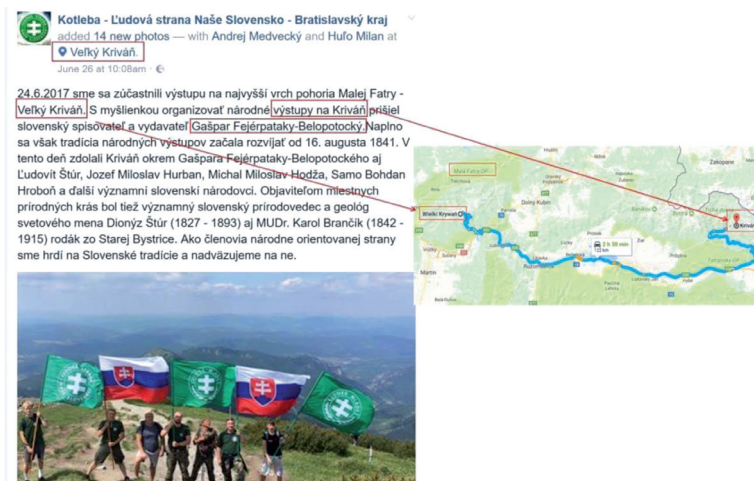 Kotleba - Ľudová strana Naše Slovensko - Bratislavský kraj
added 14 new photos — with Andrej Medvecký and Huľo Milan at
Veľký Kriváň.
June 26 at 10:08am
24.6.2017 sme sa zúčastnili výstupu na najvyšší vrch pohoria Malej Fatry -
Veľký Kriváň. S myšlienkou organizovať národné výstupy na Kriváň prišiel
slovenský spisovateľ a vydavateľ Gašpar Fejérpataky-Belopotocký. Naplno
sa však tradícia národných výstupov začala rozvíjať od 16. augusta 1841. V
tento deň zdolali Kriváň okrem Gašpara Fejérpataky-Belopotockého aj
Ľudovít Štúr, Jozef Miloslav Hurban, Michal Miloslav Hodža, Samo Bohdan
Hroboň a ďalší významní slovenskí národovci. Objaviteľom miestnych
prírodných krás bol tiež významný slovenský prírodovedec a geológ
svetového mena Dionýz Štúr (1827 - 1893) aj MUDr. Karol Brančík (1842 -
1915) rodák zo Starej Bystrice. Ako členovia národne orientovanej strany
sme hrdí na Slovenské tradície a nadväzujeme na ne.
Zakopane
Malá Fatra OP
Dolný Kubín
Wielki Krywań
Kriváň
2 h 50 min
Martin
Ružomberok